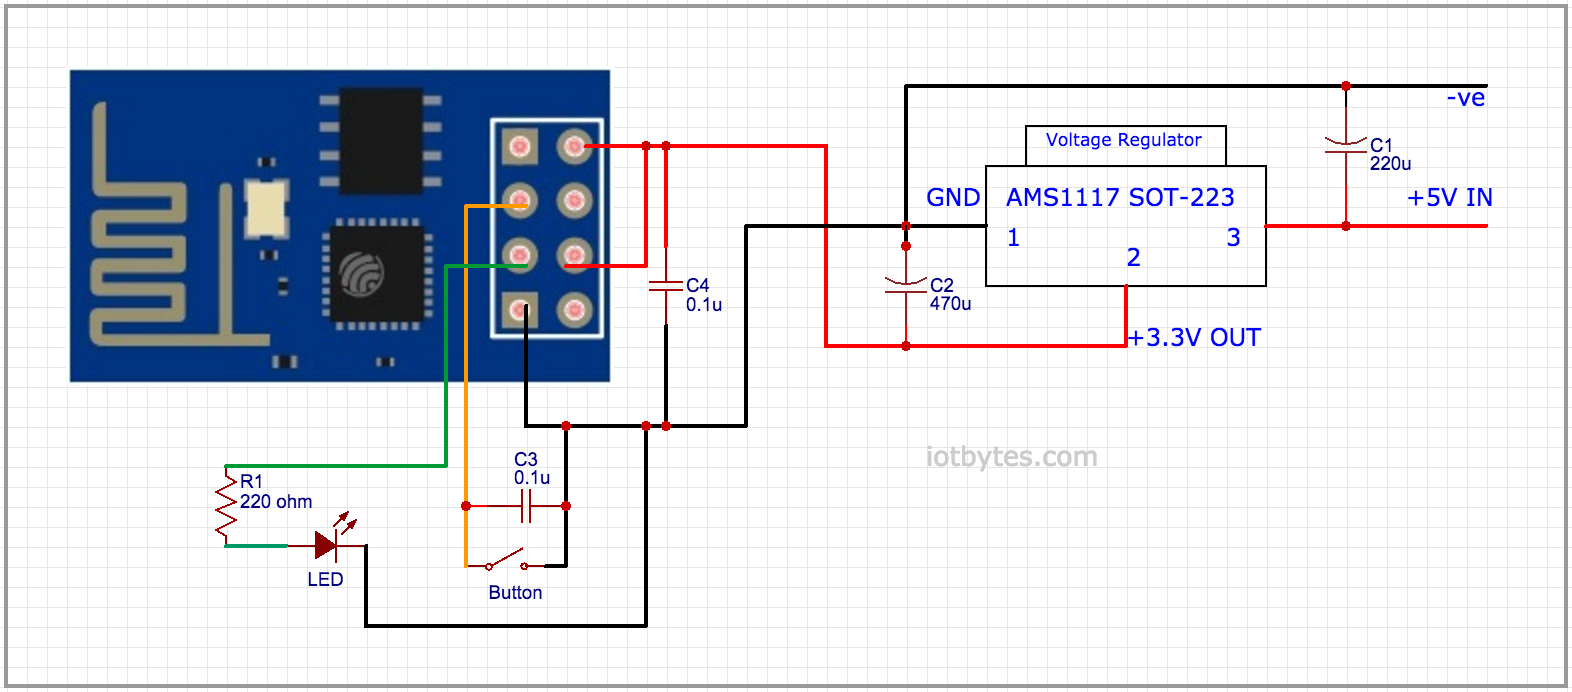 -ve
Voltage Regulator
C1
220u
GND
AMS1117 SOT-223
+5V IN
1
3
2
C4
0.1u
C2
470u
+3.3V OUT
iotbytes.com
C3
0.1u
R1
220 ohm
LED
Button